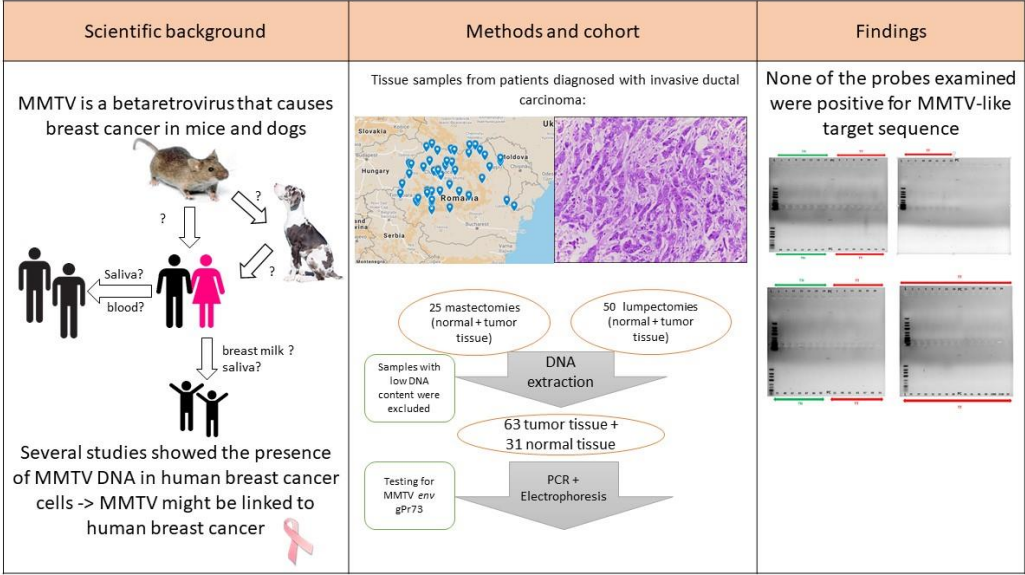 Scientific background
Methods and cohort
Findings
MMTV is a betaretrovirus that causes
breast cancer in mice and dogs
?
?
?
Saliva?
blood?
breast milk ?
saliva?
Several studies showed the presence
of MMTV DNA in human breast cancer
cells -> MMTV might be linked to
human breast cancer
Tissue samples from patients diagnosed with invasive ductal
carcinoma:
Slovakia
Uk
Moldova
Hungary
Romania
Bucharest
Serbia
Varna
Montenegro
25 mastectomies
(normal + tumor
tissue)
50 lumpectomies
(normal + tumor
tissue)
Samples with
low DNA
content were
excluded
DNA
extraction
63 tumor tissue +
31 normal tissue
Testing for
MMTV env
gPr73
PCR +
Electrophoresis
None of the probes examined
were positive for MMTV-like
target sequence